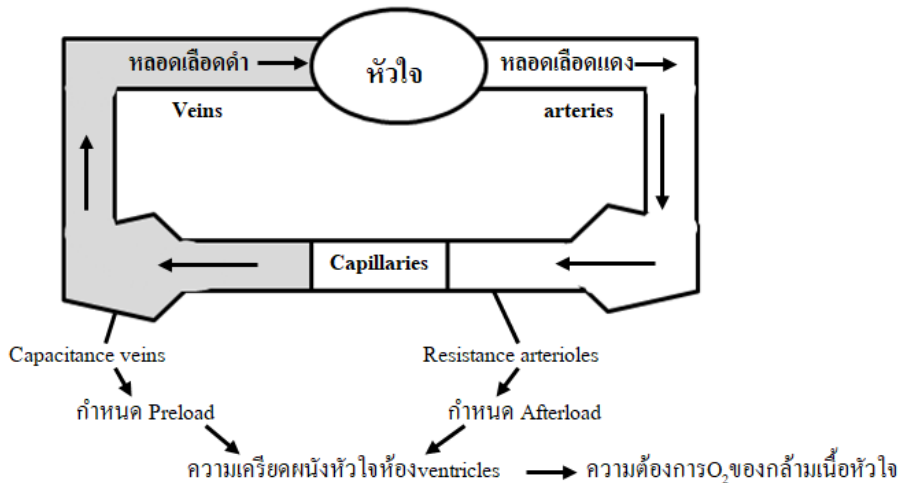 หลอดเลือดดำ
หัวใจ
หลอดเลือดแดง
Veins
arteries
Capillaries
Capacitance veins
Resistance arterioles
กำหนด Preload
กำหนด Afterload
ความเครียดผนังหัวใจห้องventricles
ความต้องการO₂ของกล้ามเนื้อหัวใจ